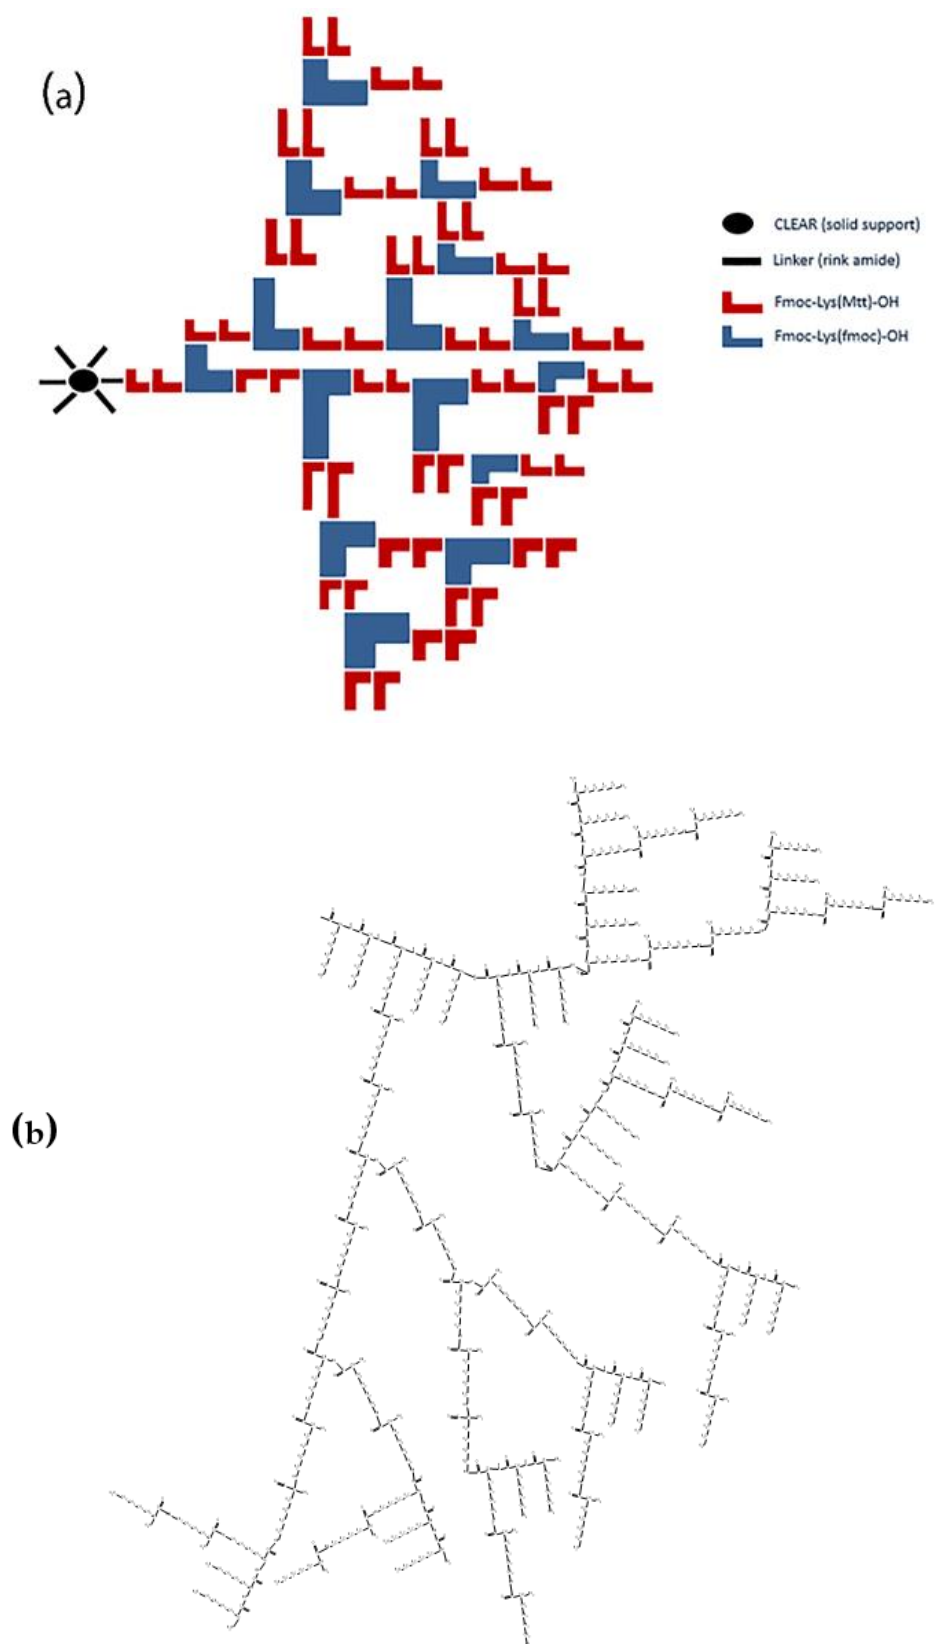 (a)
CLEAR (solid support)
Linker (rink amide)
Fmoc-Lys(Mtt)-OH
Fmoc-Lys(fmoc)-OH
(b)